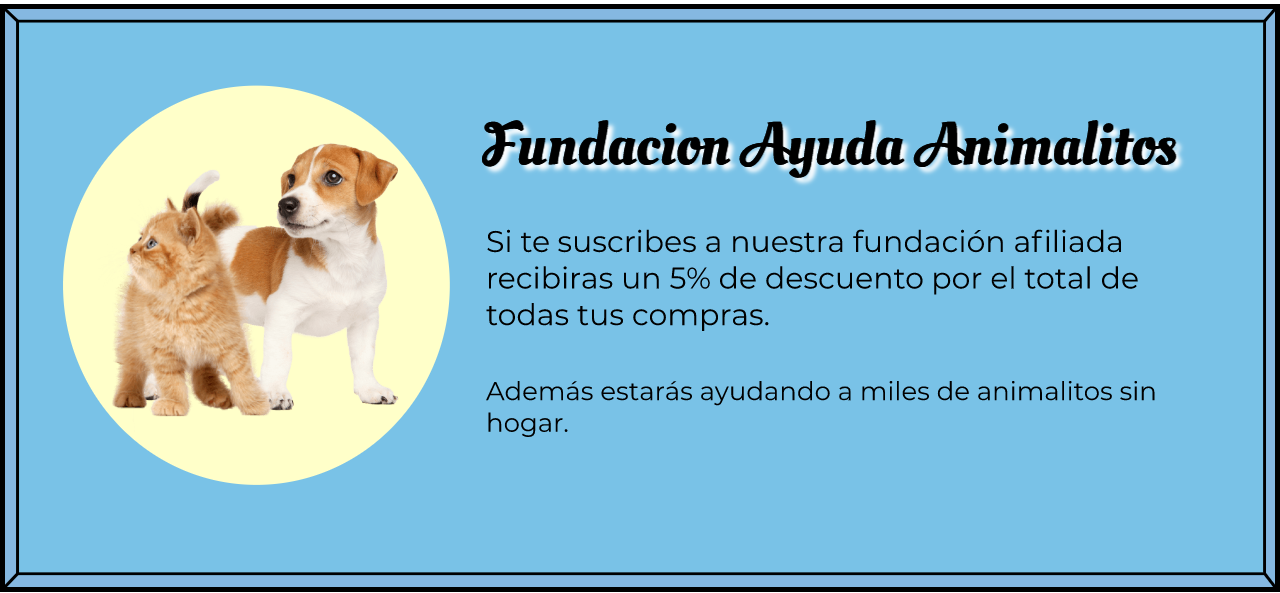 Fundacion Ayuda Animalitos
Si te suscribes a nuestra fundación afiliada
recibiras un 5% de descuento por el total de
todas tus compras.
Además estarás ayudando a miles de animalitos sin
hogar.